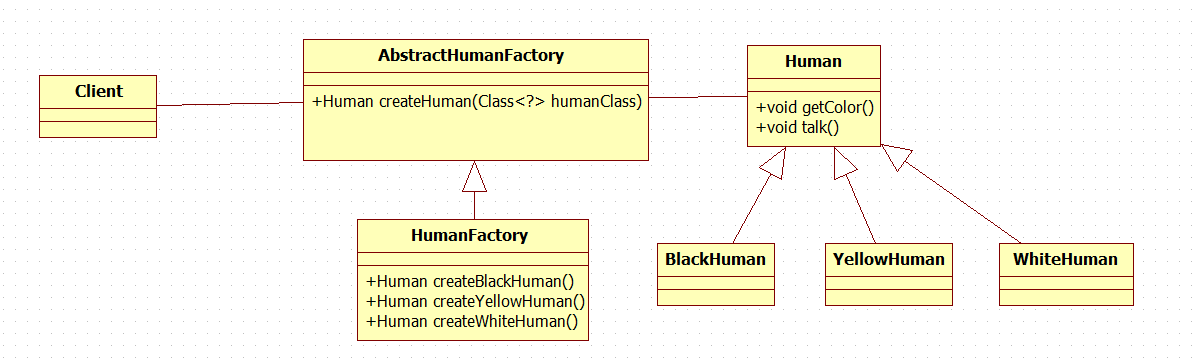 Client
AbstractHumanFactory
+Human createHuman(Class<?> humanClass)
Human
+void getColor()
+void talk()
HumanFactory
+Human createBlackHuman()
+Human createYellowHuman()
+Human createWhiteHuman()
BlackHuman
YellowHuman
WhiteHuman